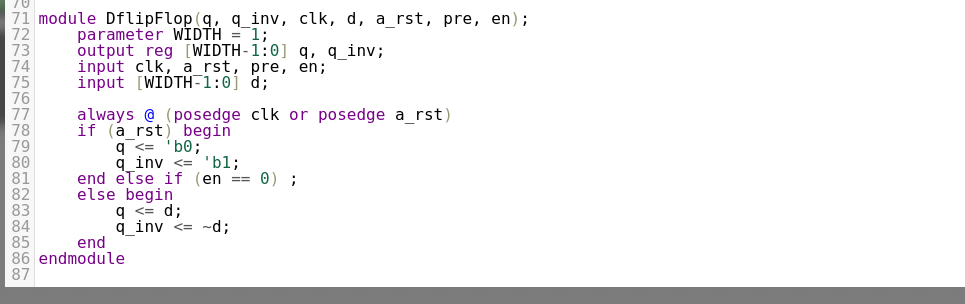 70
71 module DflipFlop(q, q_inv, clk, d, a_rst, pre, en);
72     parameter WIDTH = 1;
73     output reg [WIDTH-1:0] q, q_inv;
74     input clk, a_rst, pre, en;
75     input [WIDTH-1:0] d;
76
77     always @ (posedge clk or posedge a_rst)
78     if (a_rst) begin
79         q <= 'b0;
80         q_inv <= 'b1;
81     end else if (en == 0) ;
82     else begin
83         q <= d;
84         q_inv <= ~d;
85     end
86 endmodule
87